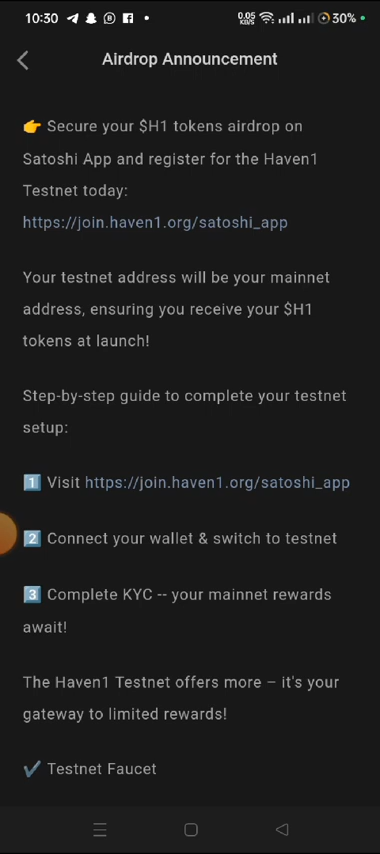 10:30
0.05
KB/S
30%
Airdrop Announcement
👉 Secure your $H1 tokens airdrop on
Satoshi App and register for the Haven1
Testnet today:
https://join.haven1.org/satoshi_app
Your testnet address will be your mainnet
address, ensuring you receive your $H1
tokens at launch!
Step-by-step guide to complete your testnet
setup:
1️⃣ Visit https://join.haven1.org/satoshi_app
2️⃣ Connect your wallet & switch to testnet
3️⃣ Complete KYC -- your mainnet rewards
await!
The Haven1 Testnet offers more – it's your
gateway to limited rewards!
✔️ Testnet Faucet